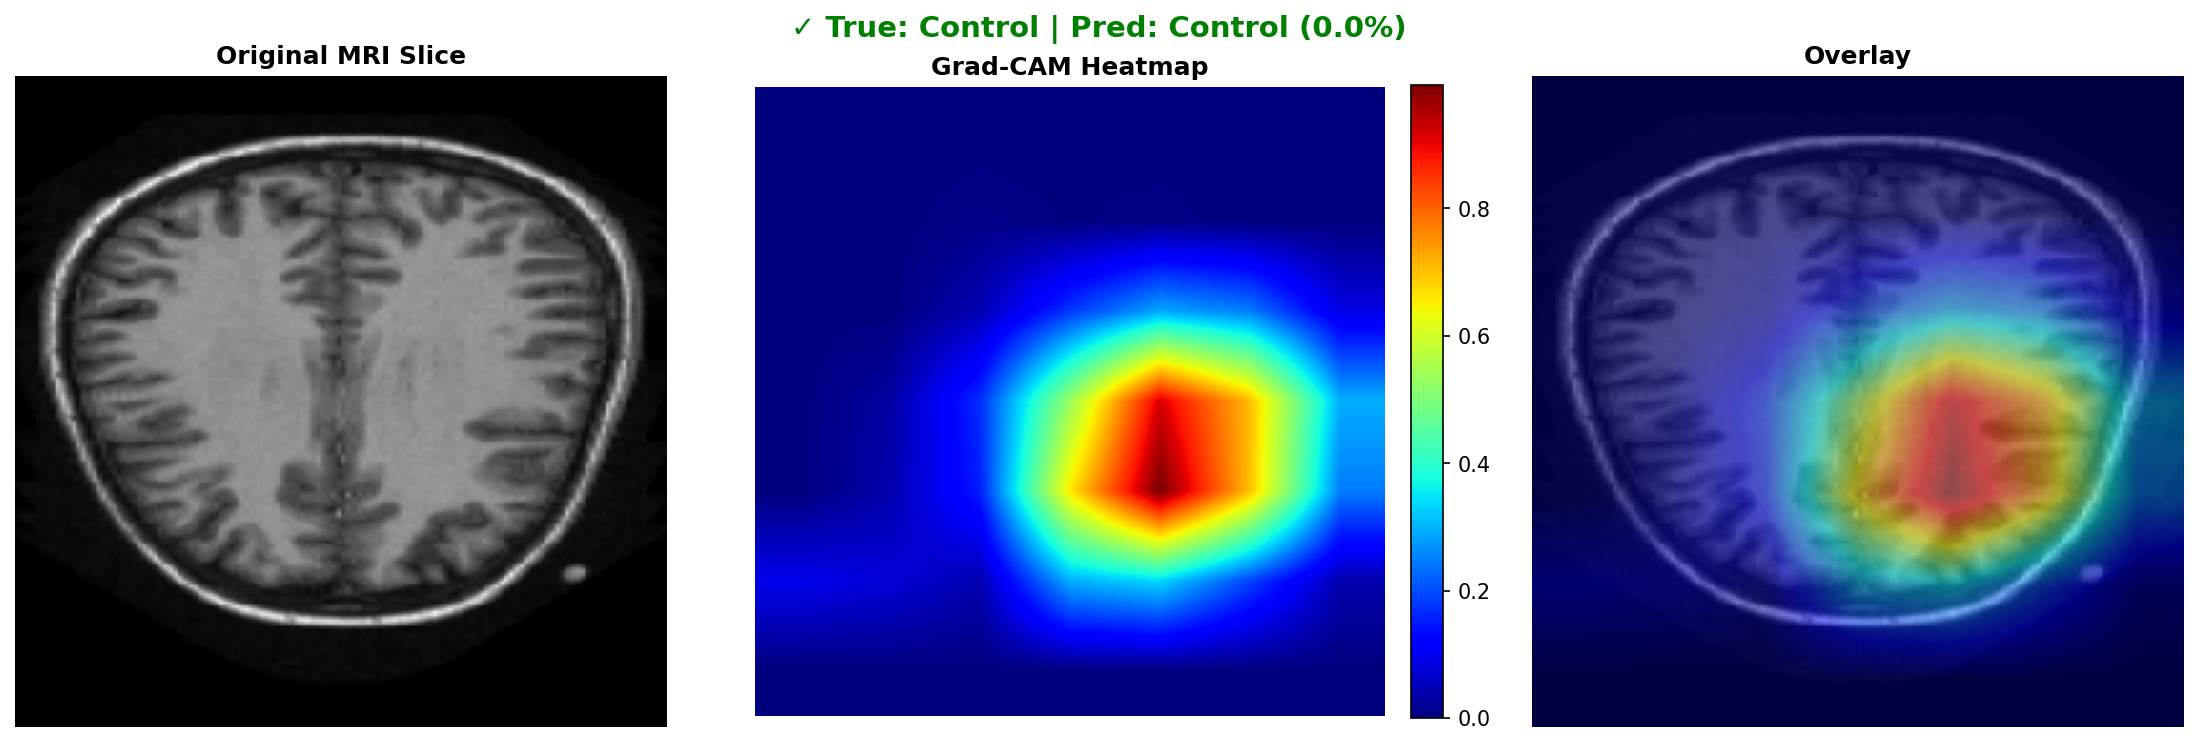 ✓ True: Control | Pred: Control (0.0%)
Original MRI Slice
Grad-CAM Heatmap
Overlay
0.8
0.6
0.4
0.2
0.0